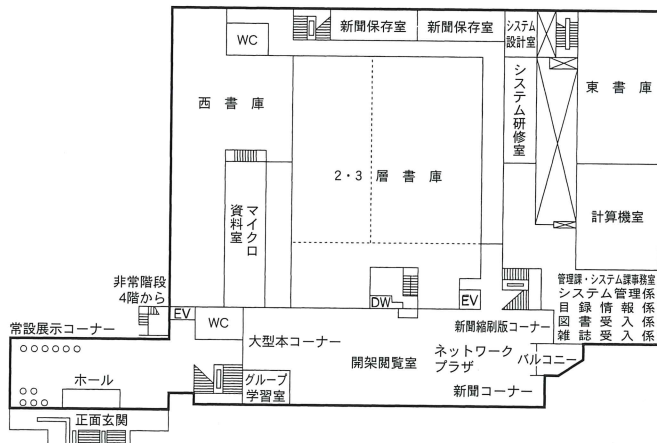 新聞保存室
新聞保存室
システム
設計室
WC
西書庫
システム研修室
東書庫
2・3層書庫
マイクロ
資料室
計算機室
非常階段
4階から
管理課・システム課事務室
システム管理係
目録情報係
図書受入係
雑誌受入係
DW
EV
EV
WC
常設展示コーナー
大型本コーナー
新聞縮刷版コーナー
開架閲覧室
ネットワーク
プラザ
バルコニー
ホール
グループ
学習室
新聞コーナー
正面玄関